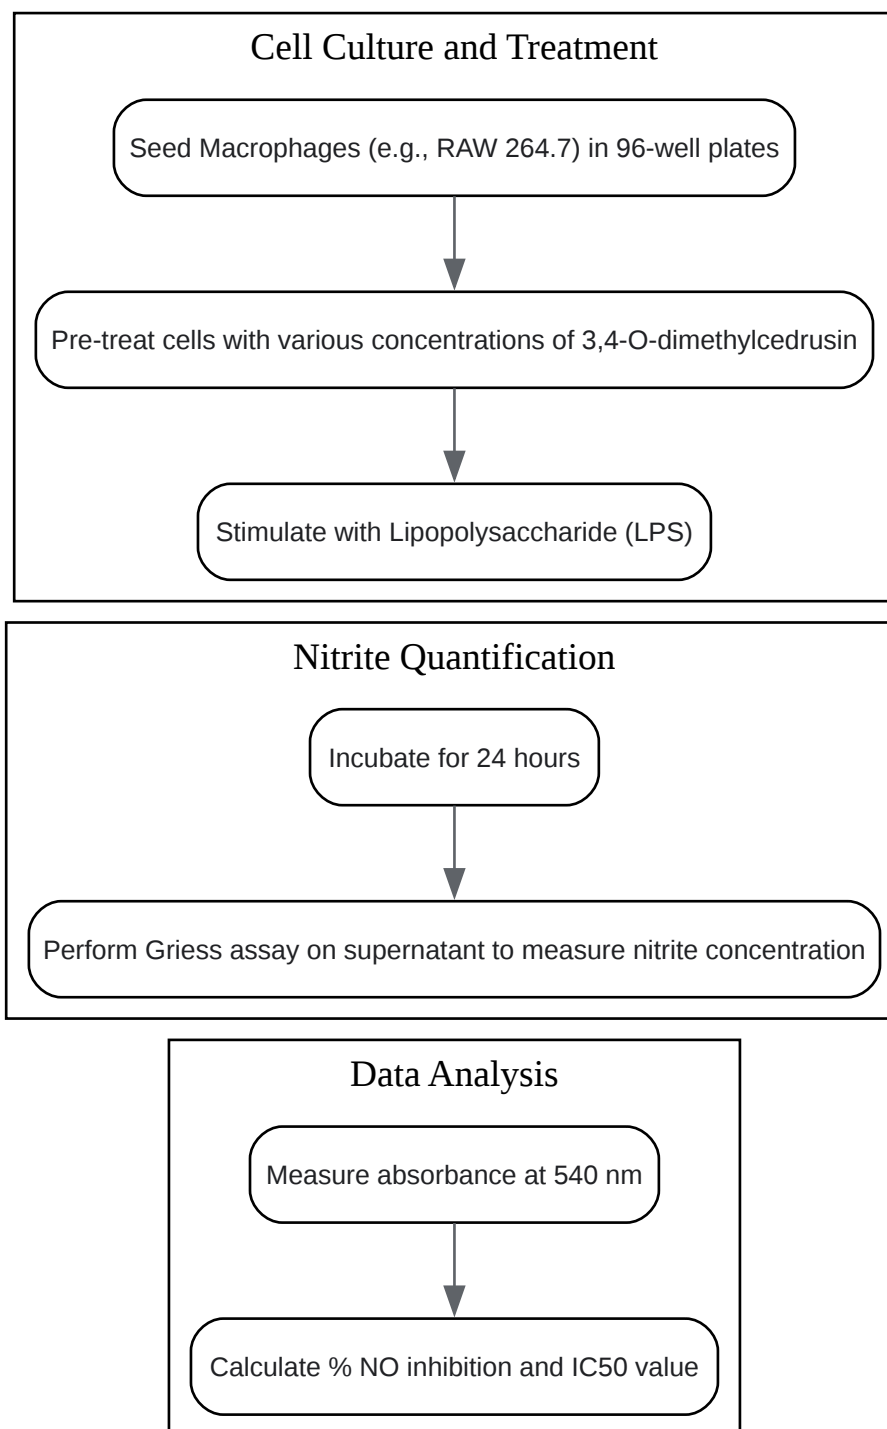 Cell Culture and Treatment
Seed Macrophages (e.g., RAW 264.7) in 96-well plates
Pre-treat cells with various concentrations of 3,4-O-dimethylcedrusin
Stimulate with Lipopolysaccharide (LPS)
Nitrite Quantification
Incubate for 24 hours
Perform Griess assay on supernatant to measure nitrite concentration
Data Analysis
Measure absorbance at 540 nm
Calculate % NO inhibition and IC50 value